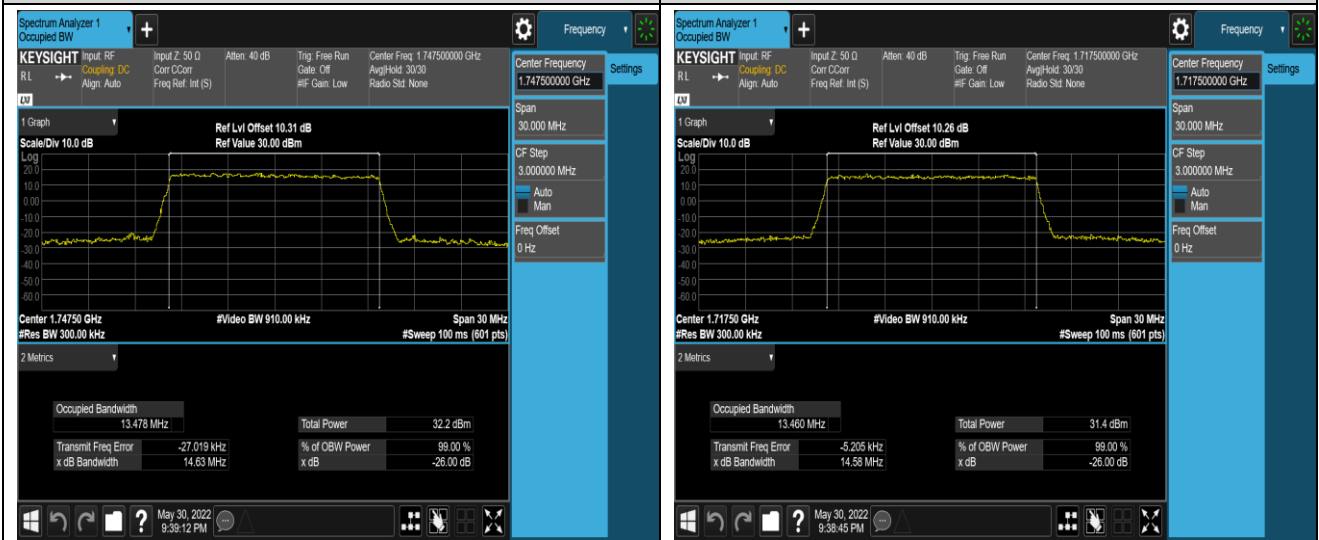 Spectrum Analyzer 1
Occupied BW
+
Frequency
KEYSIGHT
Input: RF
Input Z: 50 Ω
Atten: 40 dB
Trig: Free Run
Center Freq: 1.747500000 GHz
RL
Coupling: DC
Corr CCorr
Gate: Off
Avg|Hold: 30/30
Align: Auto
Freq Ref: Int (S)
#IF Gain: Low
Radio Std: None
LXI
Center Frequency
1.747500000 GHz
Settings
Span
30.000 MHz
CF Step
3.000000 MHz
Auto
Man
Freq Offset
0 Hz
1 Graph
Ref Lvl Offset 10.31 dB
Scale/Div 10.0 dB
Ref Value 30.00 dBm
Log
20.0
10.0
0.00
-10.0
-20.0
-30.0
-40.0
-50.0
-60.0
Center 1.74750 GHz
#Video BW 910.00 kHz
Span 30 MHz
#Res BW 300.00 kHz
#Sweep 100 ms (601 pts)
2 Metrics
Occupied Bandwidth
13.478 MHz
Total Power
32.2 dBm
Transmit Freq Error
-27.019 kHz
% of OBW Power
99.00 %
x dB Bandwidth
14.63 MHz
x dB
-26.00 dB
?
May 30, 2022
9:39:12 PM
Spectrum Analyzer 1
Occupied BW
+
Frequency
KEYSIGHT
Input: RF
Input Z: 50 Ω
Atten: 40 dB
Trig: Free Run
Center Freq: 1.717500000 GHz
RL
Coupling: DC
Corr CCorr
Gate: Off
Avg|Hold: 30/30
Align: Auto
Freq Ref: Int (S)
#IF Gain: Low
Radio Std: None
LXI
Center Frequency
1.717500000 GHz
Settings
Span
30.000 MHz
CF Step
3.000000 MHz
Auto
Man
Freq Offset
0 Hz
1 Graph
Ref Lvl Offset 10.26 dB
Scale/Div 10.0 dB
Ref Value 30.00 dBm
Log
20.0
10.0
0.00
-10.0
-20.0
-30.0
-40.0
-50.0
-60.0
Center 1.71750 GHz
#Video BW 910.00 kHz
Span 30 MHz
#Res BW 300.00 kHz
#Sweep 100 ms (601 pts)
2 Metrics
Occupied Bandwidth
13.460 MHz
Total Power
31.4 dBm
Transmit Freq Error
-5.205 kHz
% of OBW Power
99.00 %
x dB Bandwidth
14.58 MHz
x dB
-26.00 dB
?
May 30, 2022
9:38:45 PM